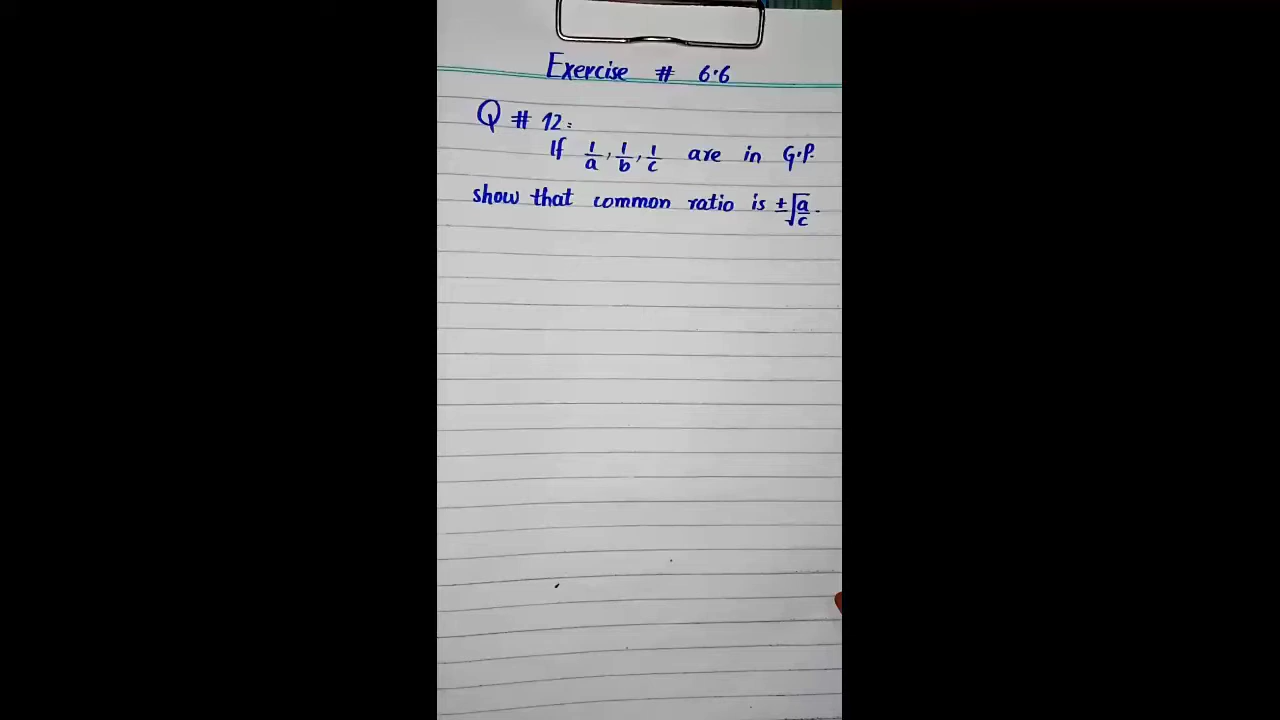 Exercise # 6.6
Q # 12:
If 1/a, 1/b, 1/c are in G.P.
show that common ratio is ±√a/c.